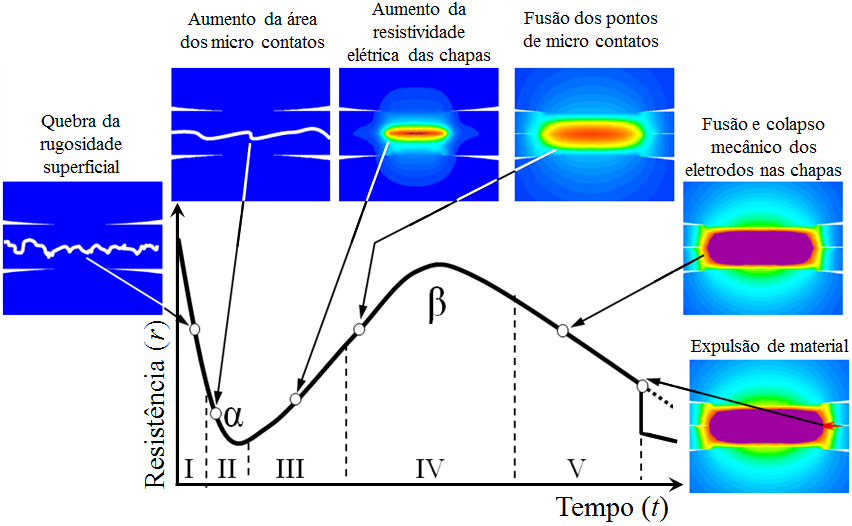 Aumento da área
dos micro contatos
Aumento da
resistividade
elétrica das chapas
Fusão dos pontos
de micro contatos
Quebra da
rugosidade
superficial
Fusão e colapso
mecânico dos
eletrodos nas chapas
Expulsão de material
Resistência (r)
α
β
I
II
III
IV
V
Tempo (t)